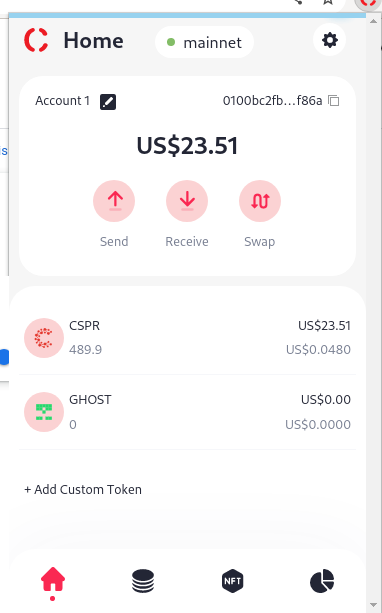 Home
mainnet
Account 1
0100bc2fb...f86a
US$23.51
Send Receive Swap
CSPR US$23.51
489.9 US$0.0480
GHOST US$0.00
0 US$0.0000
+ Add Custom Token
NFT